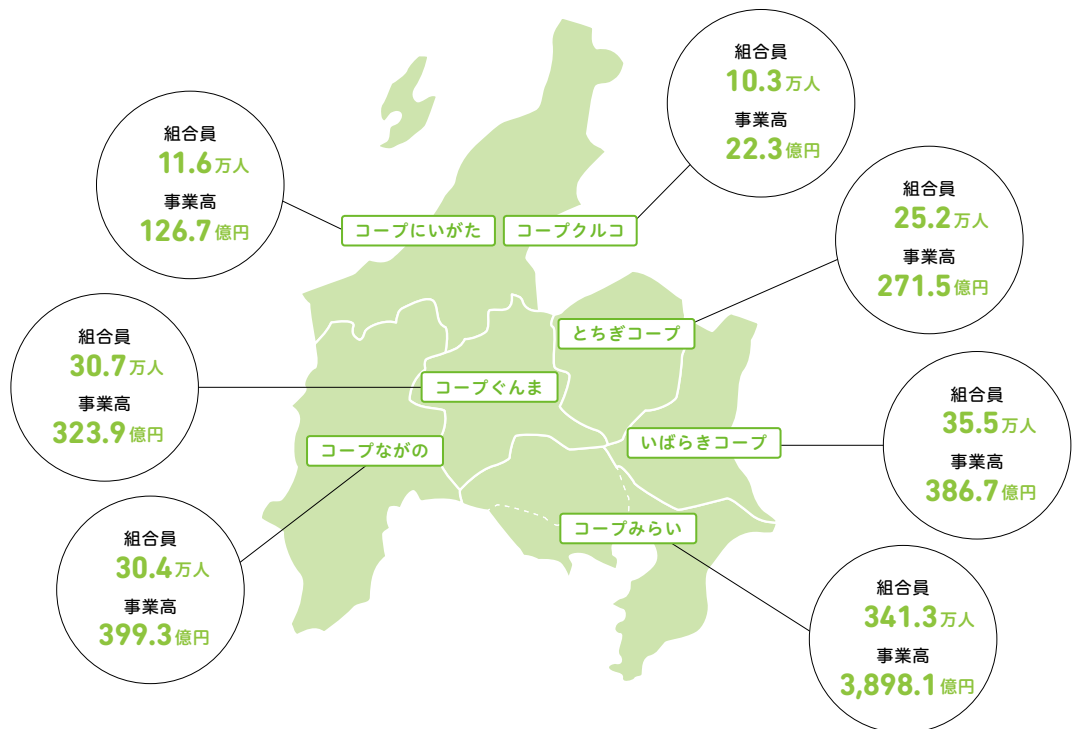 組合員
10.3万人
事業高
22.3億円
組合員
11.6万人
事業高
126.7億円
コープにいがた
コープクルコ
組合員
25.2万人
事業高
271.5億円
とちぎコープ
組合員
30.7万人
事業高
323.9億円
コープぐんま
組合員
35.5万人
事業高
386.7億円
いばらきコープ
コープながの
組合員
30.4万人
事業高
399.3億円
コープみらい
組合員
341.3万人
事業高
3,898.1億円